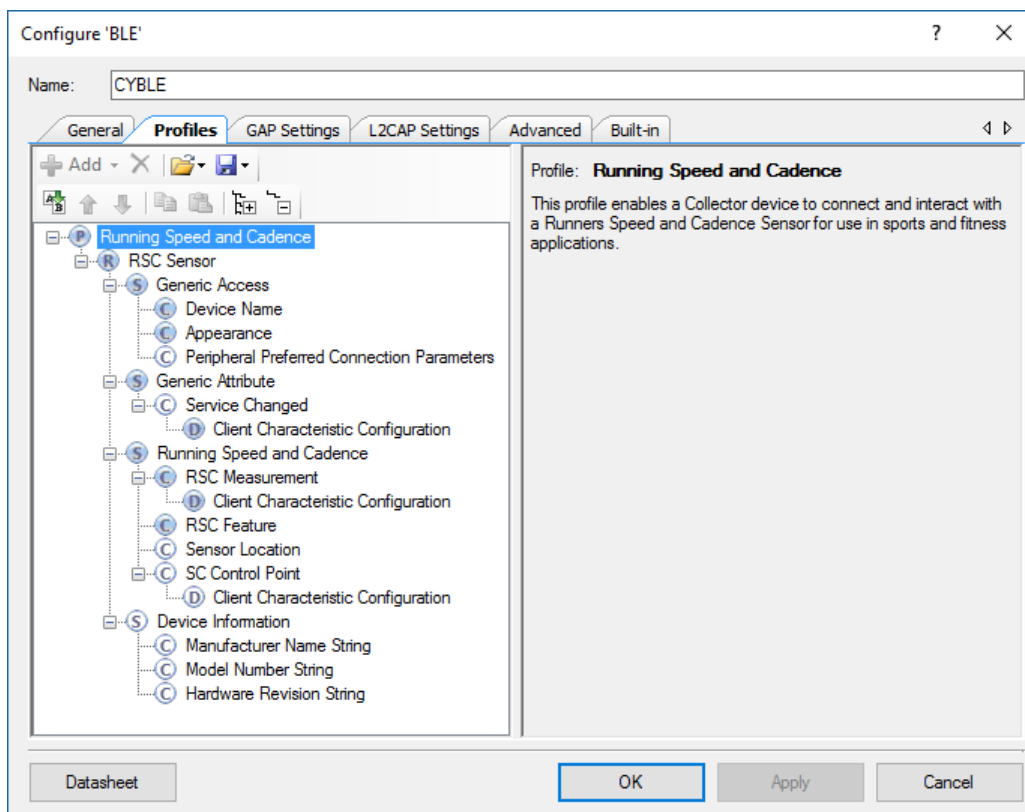 Configure 'BLE'
?
Name: CYBLE
General Profiles GAP Settings L2CAP Settings Advanced Built-in
Add
Profile: Running Speed and Cadence
This profile enables a Collector device to connect and interact with
a Runners Speed and Cadence Sensor for use in sports and fitness
applications.
P Running Speed and Cadence
R RSC Sensor
S Generic Access
C Device Name
C Appearance
C Peripheral Preferred Connection Parameters
S Generic Attribute
C Service Changed
D Client Characteristic Configuration
S Running Speed and Cadence
C RSC Measurement
D Client Characteristic Configuration
C RSC Feature
C Sensor Location
C SC Control Point
D Client Characteristic Configuration
S Device Information
C Manufacturer Name String
C Model Number String
C Hardware Revision String
Datasheet OK Apply Cancel